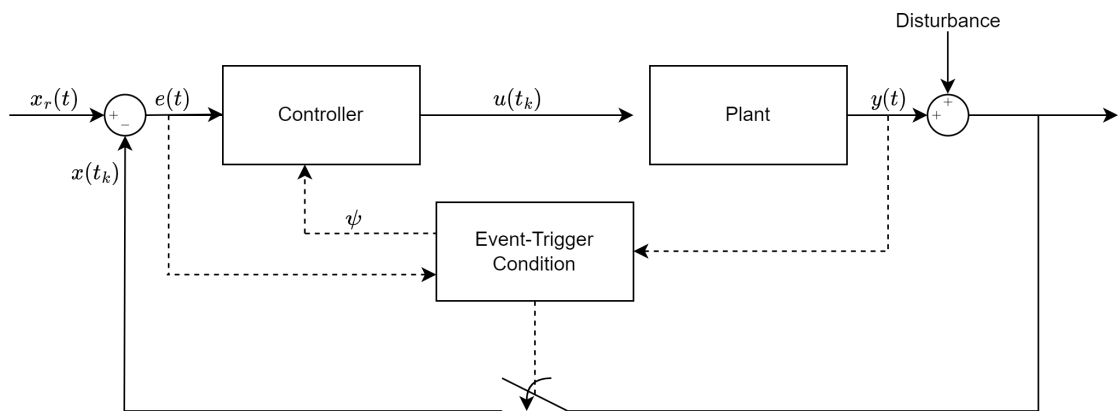 Disturbance
x_r(t)
+
−
e(t)
Controller
u(t_k)
Plant
y(t)
+
+
x(t_k)
ψ
Event-Trigger
Condition